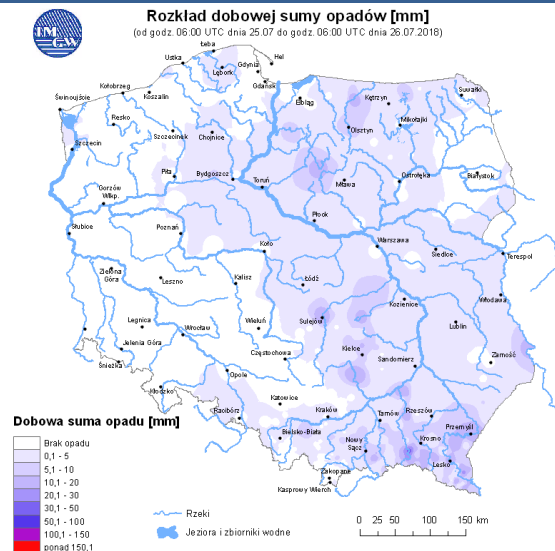 IM
GW
Rozkład dobowej sumy opadów [mm]
(od godz. 06:00 UTC dnia 25.07 do godz. 06:00 UTC dnia 26.07.2018)
Łeba
Ustka
Hel
Lębork
Gdynia
Gdańsk
Kołobrzeg
Koszalin
Elbląg
Kętrzyn
Suwałki
Świnoujście
Resko
Szczecinek
Chojnice
Olsztyn
Mikołajki
Szczecin
Piła
Bydgoszcz
Toruń
Mława
Ostrołęka
Białystok
Gorzów
Wlkp.
Płock
Słubice
Poznań
Koło
Warszawa
Siedlce
Terespol
Zielona
Góra
Leszno
Kalisz
Łódź
Kozienice
Włodawa
Legnica
Wrocław
Wieluń
Sulejów
Lublin
Jelenia Góra
Śnieżka
Częstochowa
Kielce
Sandomierz
Zamość
Kłodzko
Opole
Racibórz
Katowice
Kraków
Tarnów
Rzeszów
Bielsko-Biała
Nowy
Sącz
Krosno
Przemyśl
Lesko
Zakopane
Kasprowy Wierch
Dobowa suma opadu [mm]
Brak opadu
0,1 - 5
5,1 - 10
10,1 - 20
20,1 - 30
30,1 - 50
50,1 - 100
100,1 - 150
ponad 150,1
Rzeki
Jeziora i zbiorniki wodne
0 25 50 100 150 km